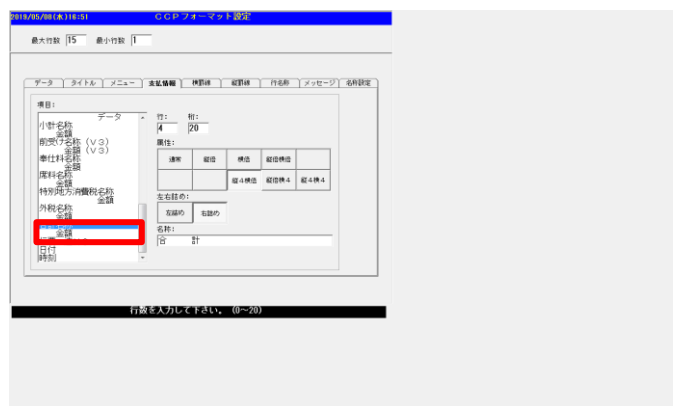 2019/05/08(水)16:51 CCPフォーマット設定
最大行数 15 最小行数 1
データ タイトル メニュー 支払情報 横罫線 縦罫線 行名称 メッセージ 名称設定
項目:
データ
小計名称
金額
前受け名称(V3)
金額(V3)
奉仕料名称
金額
席料名称
金額
特別地方消費税名称
金額
外税名称
金額
金額
日付
時刻
行: 桁:
4 20
属性:
通常 縦倍 横倍 縦倍横倍
縦4横倍 縦倍横4 縦4横4
左右詰め:
左詰め 右詰め
名称:
合 計
行数を入力して下さい。 (0~20)